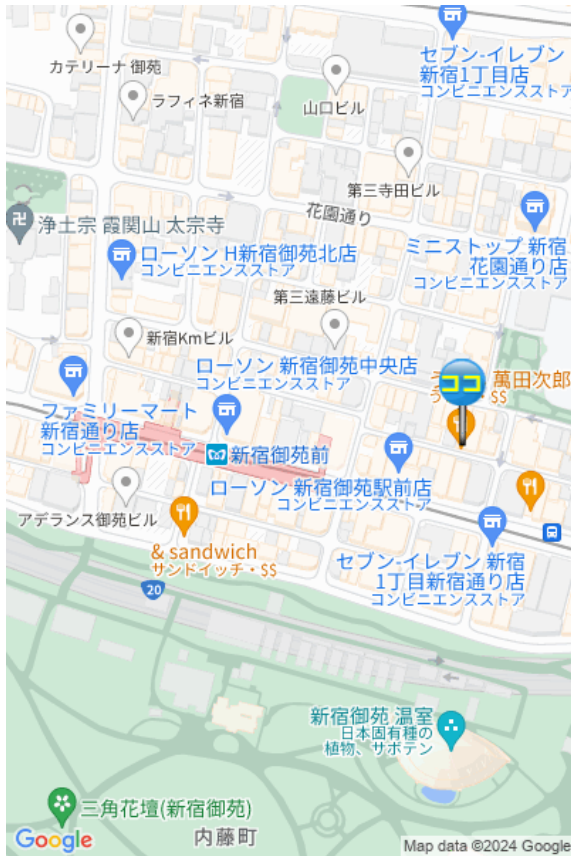 セブン-イレブン
新宿1丁目店
コンビニエンスストア
カテリーナ 御苑
ラフィネ新宿
山口ビル
第三寺田ビル
花園通り
卍
浄土宗 霞関山 太宗寺
ミニストップ 新宿
花園通り店
コンビニエンスストア
ローソン H新宿御苑北店
コンビニエンスストア
第三遠藤ビル
新宿Kmビル
ローソン 新宿御苑中央店
コンビニエンスストア
萬田次郎
ココ
SS
ファミリーマート
新宿通り店
コンビニエンスストア
新宿御苑前
ローソン 新宿御苑駅前店
コンビニエンスストア
アデランス御苑ビル
& sandwich
サンドイッチ・$$
セブン-イレブン 新宿
1丁目新宿通り店
コンビニエンスストア
20
新宿御苑 温室
日本固有種の
植物、サボテン
三角花壇(新宿御苑)
内藤町
Google
Map data ©2024 Google